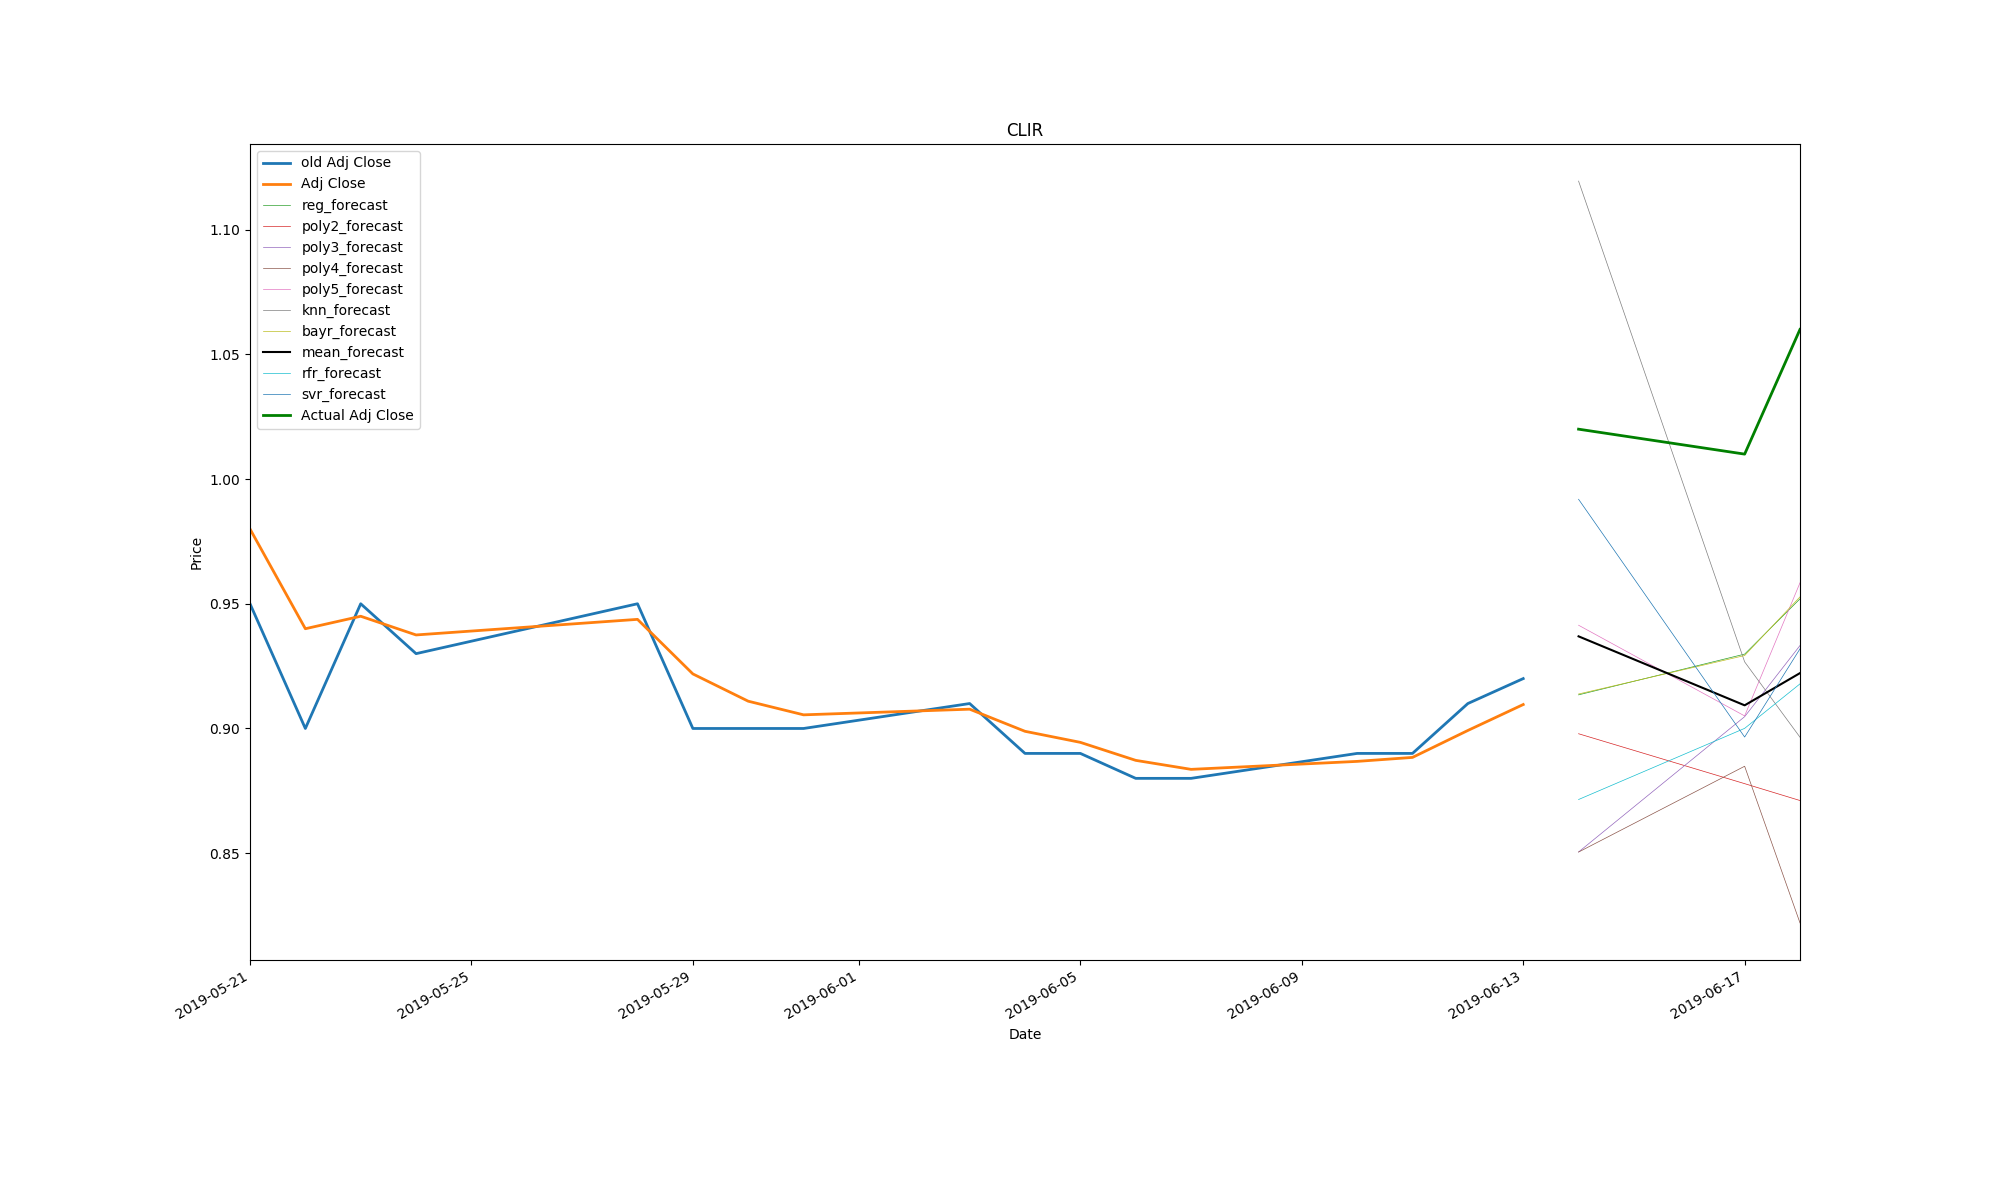 CLIR
old Adj Close
Adj Close
reg_forecast
poly2_forecast
poly3_forecast
poly4_forecast
poly5_forecast
knn_forecast
bayr_forecast
mean_forecast
rfr_forecast
svr_forecast
Actual Adj Close
1.10
1.05
1.00
0.95
0.90
0.85
Price
2019-05-21
2019-05-25
2019-05-29
2019-06-01
2019-06-05
2019-06-09
2019-06-13
2019-06-17
Date